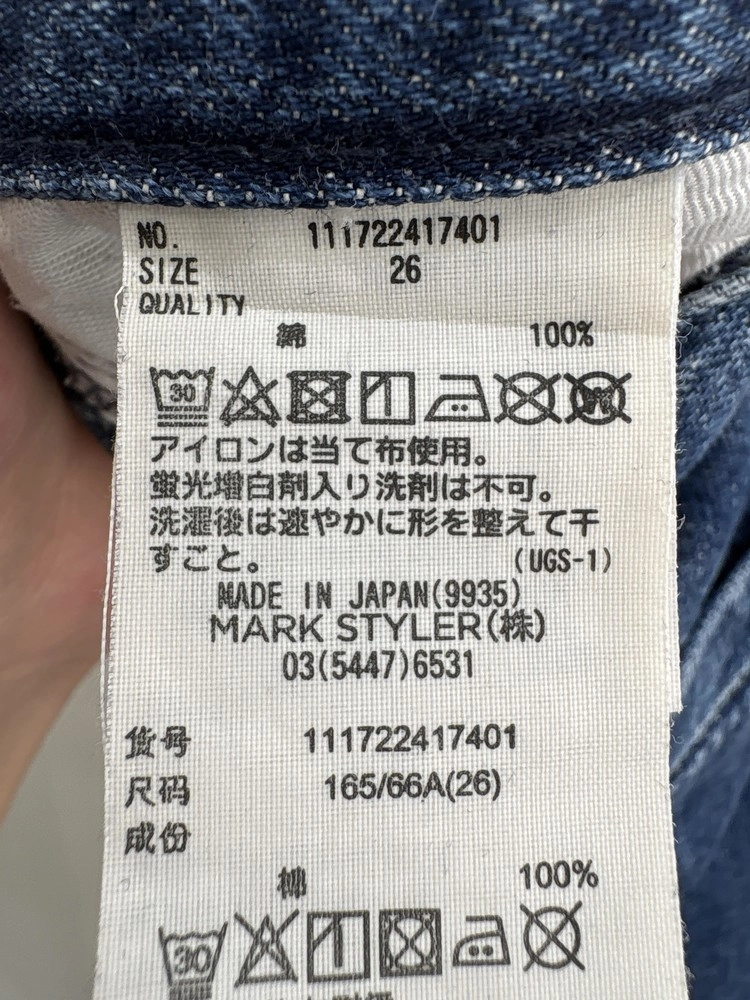 NO. 111722417401
SIZE 26
QUALITY
綿 100%
30 W
アイロンは当て布使用。
蛍光増白剤入り洗剤は不可。
洗濯後は速やかに形を整えて干
すこと。 (UGS-1)
MADE IN JAPAN(9935)
MARK STYLER(株)
03(5447)6531
货号 111722417401
尺码 165/66A(26)
成份
棉 100%
30